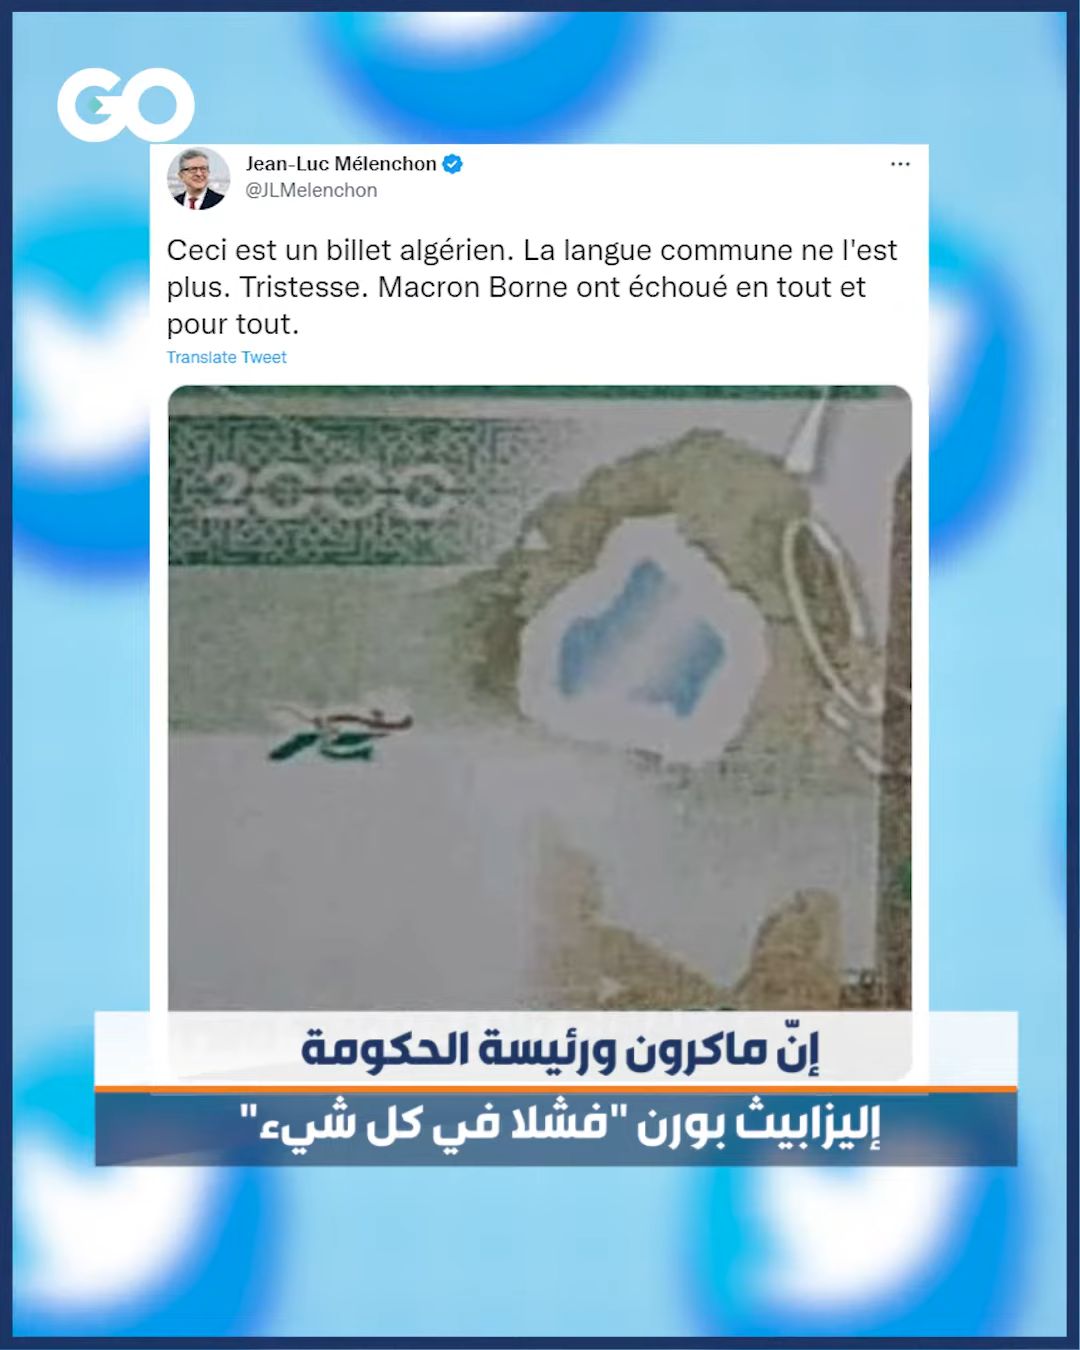 GO
Jean-Luc Mélenchon
@JLMelenchon
Ceci est un billet algérien. La langue commune ne l'est
plus. Tristesse. Macron Borne ont échoué en tout et
pour tout.
Translate Tweet
2000
إنّ ماكرون ورئيسة الحكومة
إليزابيث بورن "فشلا في كل شيء"